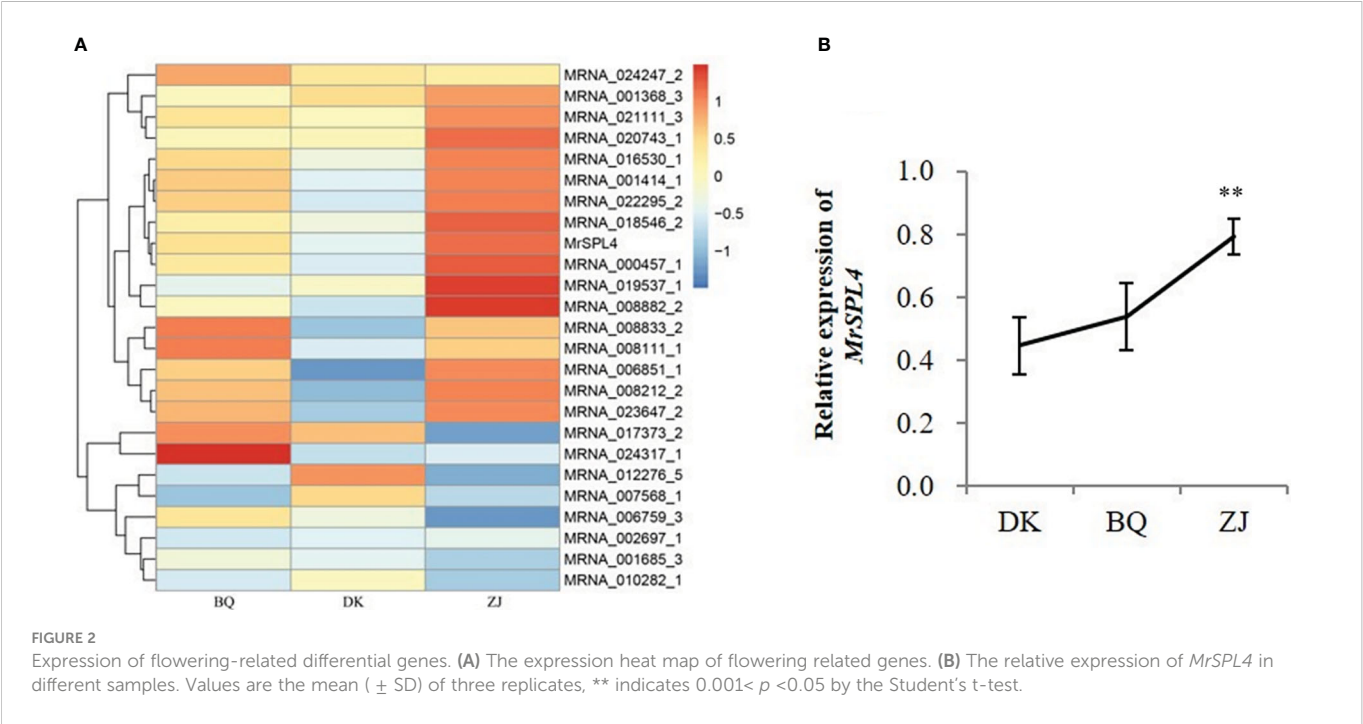 A
MRNA_024247_2
MRNA_001368_3
MRNA_021111_3
MRNA_020743_1
MRNA_016530_1
MRNA_001414_1
MRNA_022295_2
MRNA_018546_2
MrSPL4
MRNA_000457_1
MRNA_019537_1
MRNA_008882_2
MRNA_008833_2
MRNA_008111_1
MRNA_006851_1
MRNA_008212_2
MRNA_023647_2
MRNA_017373_2
MRNA_024317_1
MRNA_012276_5
MRNA_007568_1
MRNA_006759_3
MRNA_002697_1
MRNA_001685_3
MRNA_010282_1
BQ DK ZJ
1
0.5
0
−0.5
−1
B
Relative expression of
MrSPL4
1.0
0.8
0.6
0.4
0.2
0.0
**
DK BQ ZJ
FIGURE 2
Expression of flowering-related differential genes. (A) The expression heat map of flowering related genes. (B) The relative expression of MrSPL4 in
different samples. Values are the mean ( ± SD) of three replicates, ** indicates 0.001< p <0.05 by the Student's t-test.